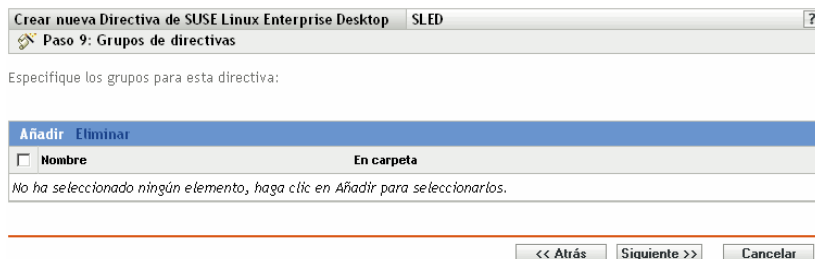 Crear nueva Directiva de SUSE Linux Enterprise Desktop SLED ?
Paso 9: Grupos de directivas
Especifique los grupos para esta directiva:
Añadir Eliminar
Nombre En carpeta
No ha seleccionado ningún elemento, haga clic en Añadir para seleccionarlos.
<< Atrás Siguiente >> Cancelar